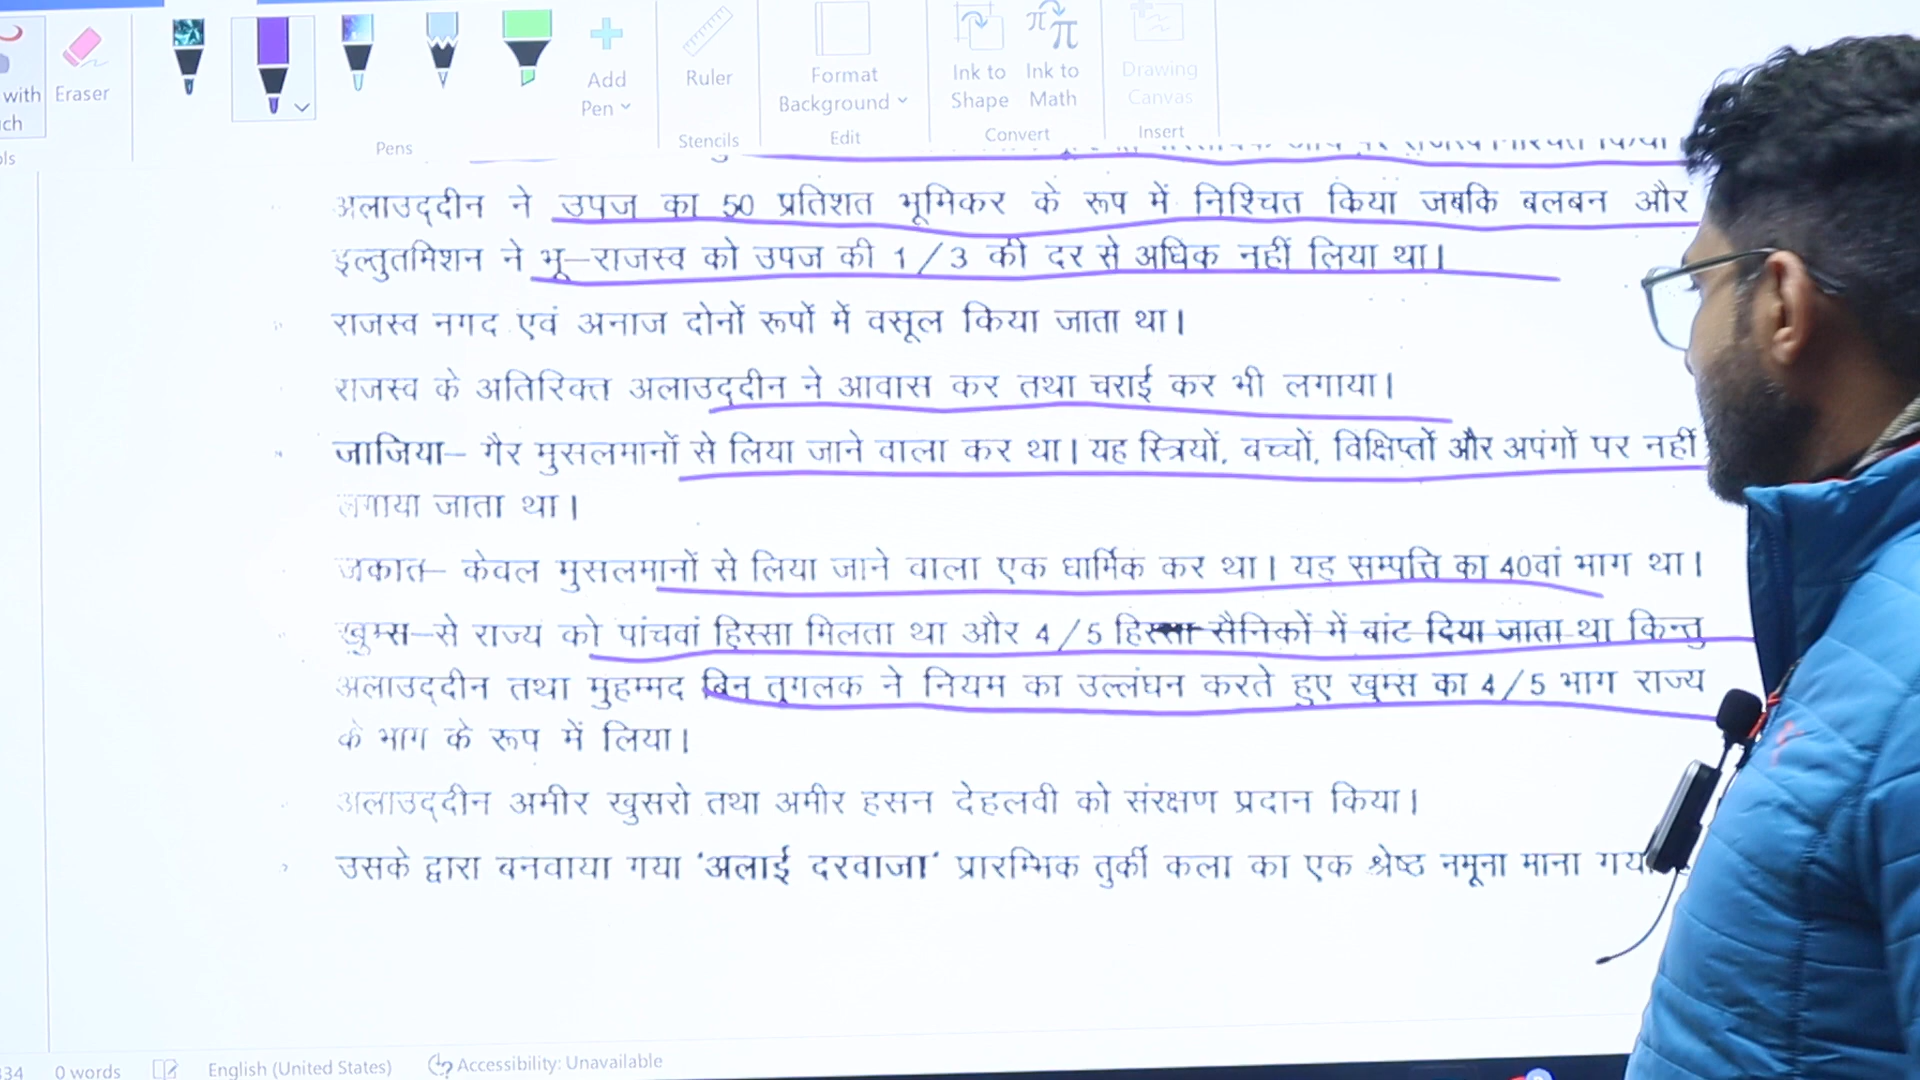 with
Eraser
Add
Ruler
Format
Ink to
Ink to
Drawing
Pen
Background
Shape
Math
Canvas
Pens
Stencils
Edit
Convert
Insert
अलाउद्दीन ने उपज का 50 प्रतिशत भूमिकर के रूप में निश्चित किया जबकि बलबन और
इल्तुतमिशन ने भू–राजस्व को उपज की 1/3 की दर से अधिक नहीं लिया था।
राजस्व नगद एवं अनाज दोनों रूपों में वसूल किया जाता था।
राजस्व के अतिरिक्त अलाउद्दीन ने आवास कर तथा चराई कर भी लगाया।
जाजिया– गैर मुसलमानों से लिया जाने वाला कर था। यह स्त्रियों, बच्चों, विक्षिप्तों और अपंगों पर नहीं
लगाया जाता था।
जकात– केवल मुसलमानों से लिया जाने वाला एक धार्मिक कर था। यह सम्पत्ति का 40वां भाग था।
खुम्स–से राज्य को पांचवां हिस्सा मिलता था और 4/5 हिस्सा सैनिकों में बांट दिया जाता था किन्तु
अलाउद्दीन तथा मुहम्मद बिन तुगलक ने नियम का उल्लंघन करते हुए खुम्स का 4/5 भाग राज्य
के भाग के रूप में लिया।
अलाउद्दीन अमीर खुसरो तथा अमीर हसन देहलवी को संरक्षण प्रदान किया।
उसके द्वारा बनवाया गया 'अलाई दरवाजा' प्रारम्भिक तुर्की कला का एक श्रेष्ठ नमूना माना
334 0 words English (United States) Accessibility: Unavailable